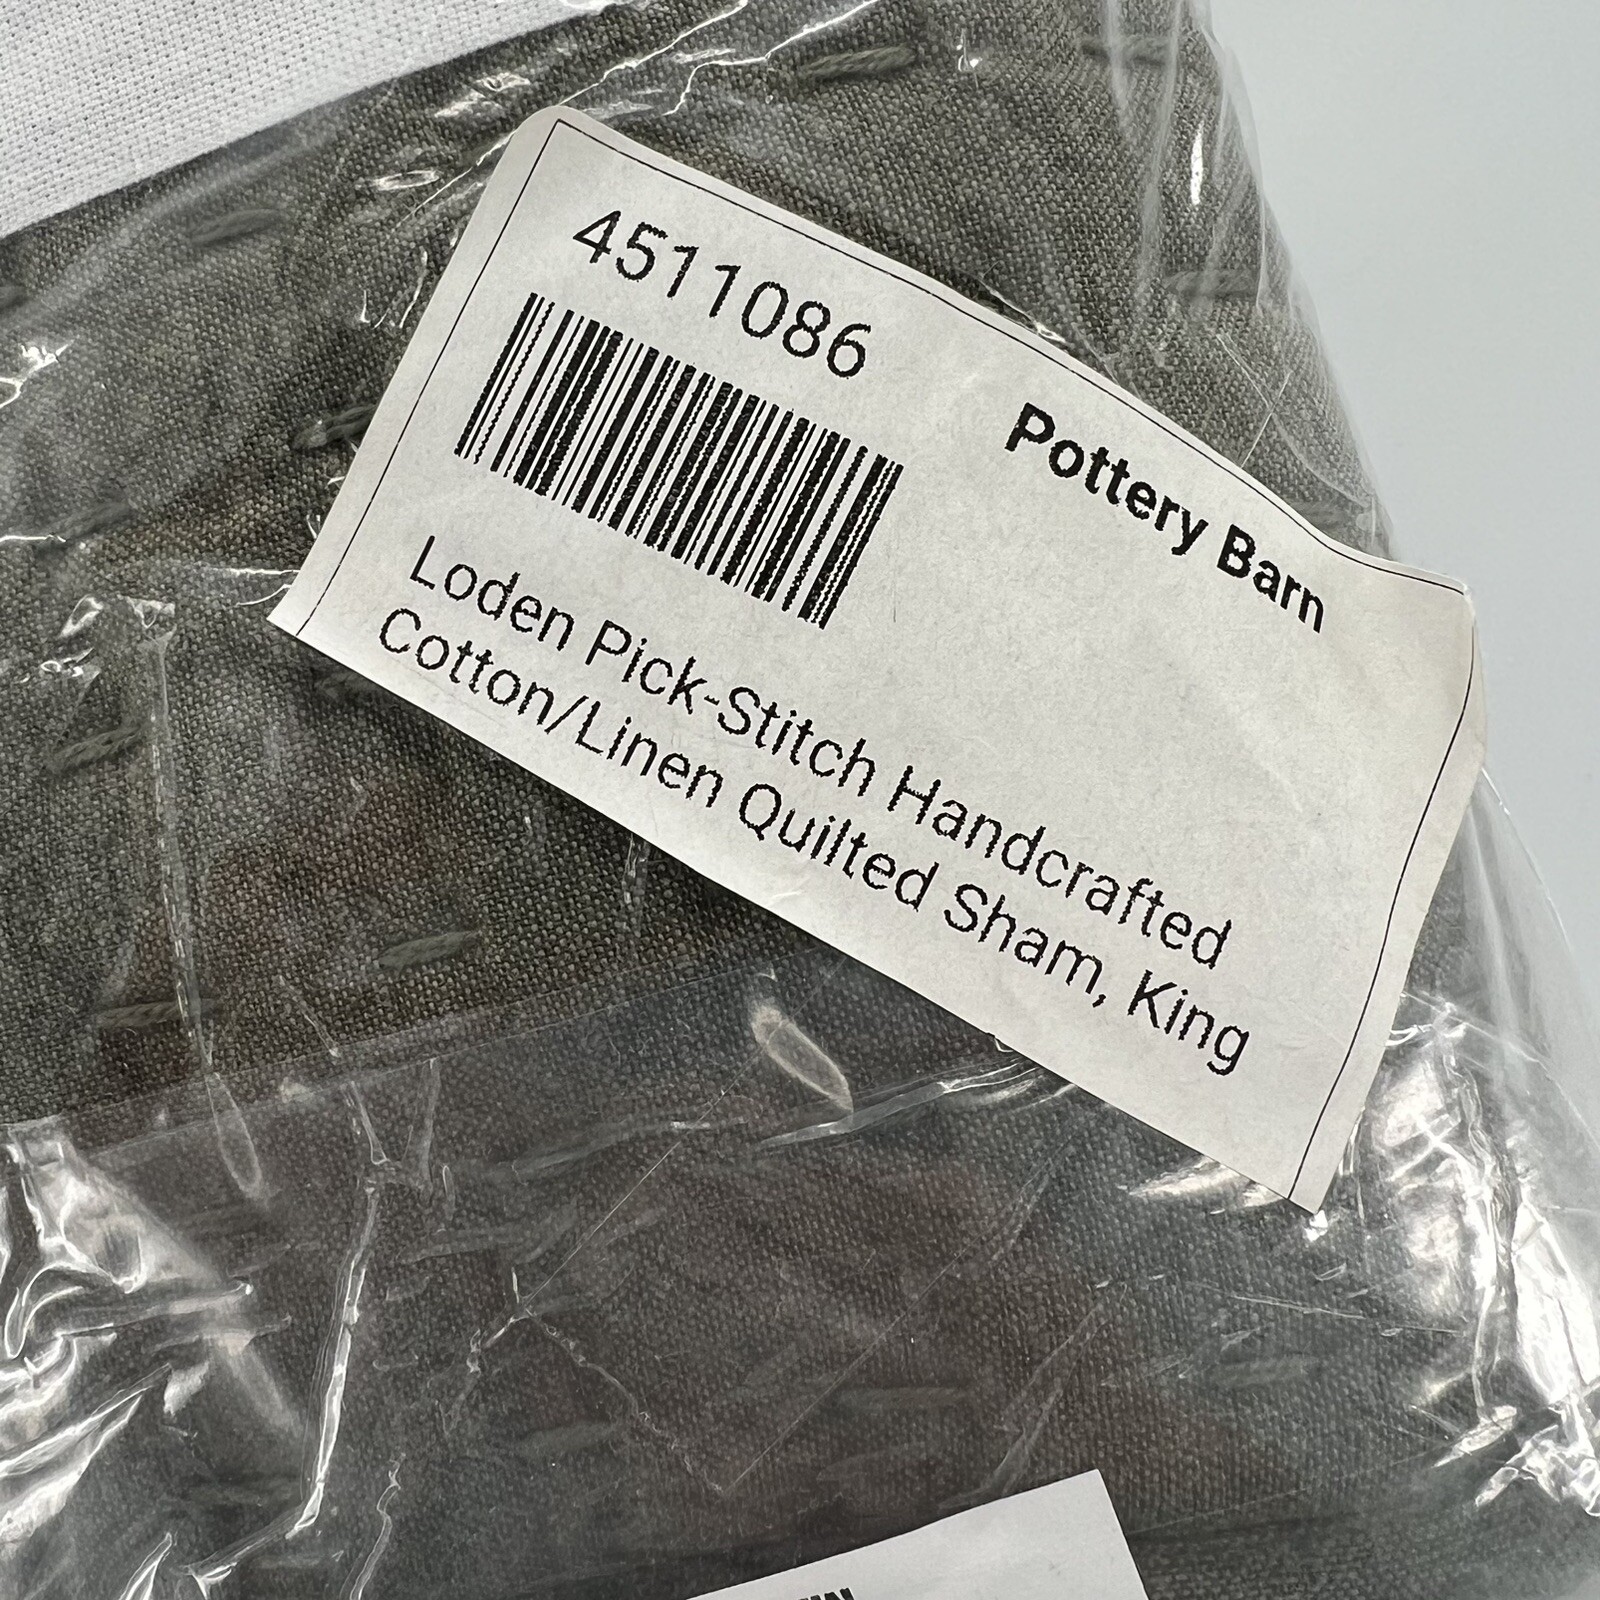 4511086
Pottery Barn
Loden Pick-Stitch Handcrafted
Cotton/Linen Quilted Sham, King